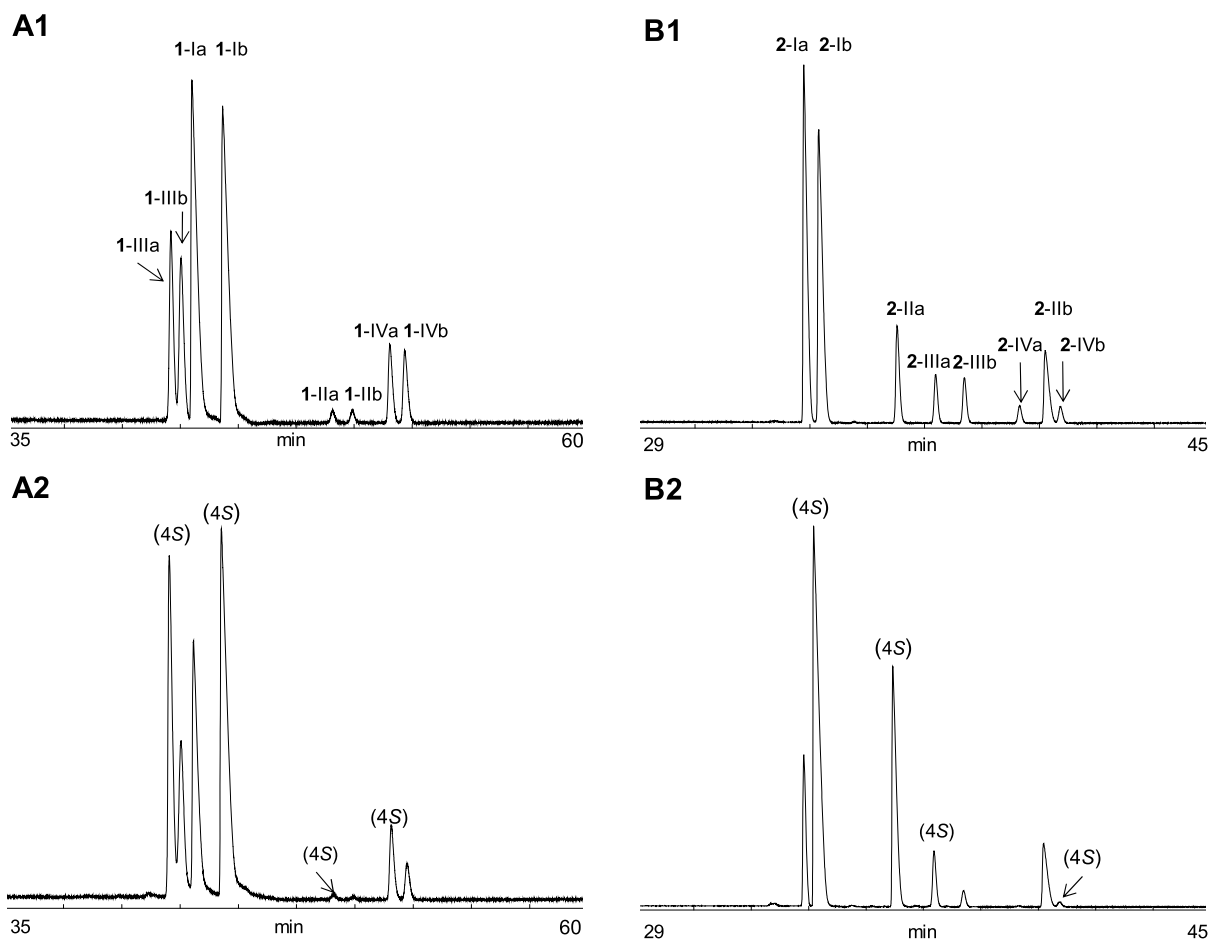 A1
1-Ia 1-Ib
1-IIIb
1-IIIa
1-IVa 1-IVb
1-IIa 1-IIb
35 min 60
B1
2-Ia 2-Ib
2-IIa 2-IIb
2-IIIa 2-IIIb 2-IVa 2-IVb
29 min 45
A2
(4S) (4S)
(4S)
(4S)
35 min 60
B2
(4S)
(4S)
(4S)
(4S)
29 min 45